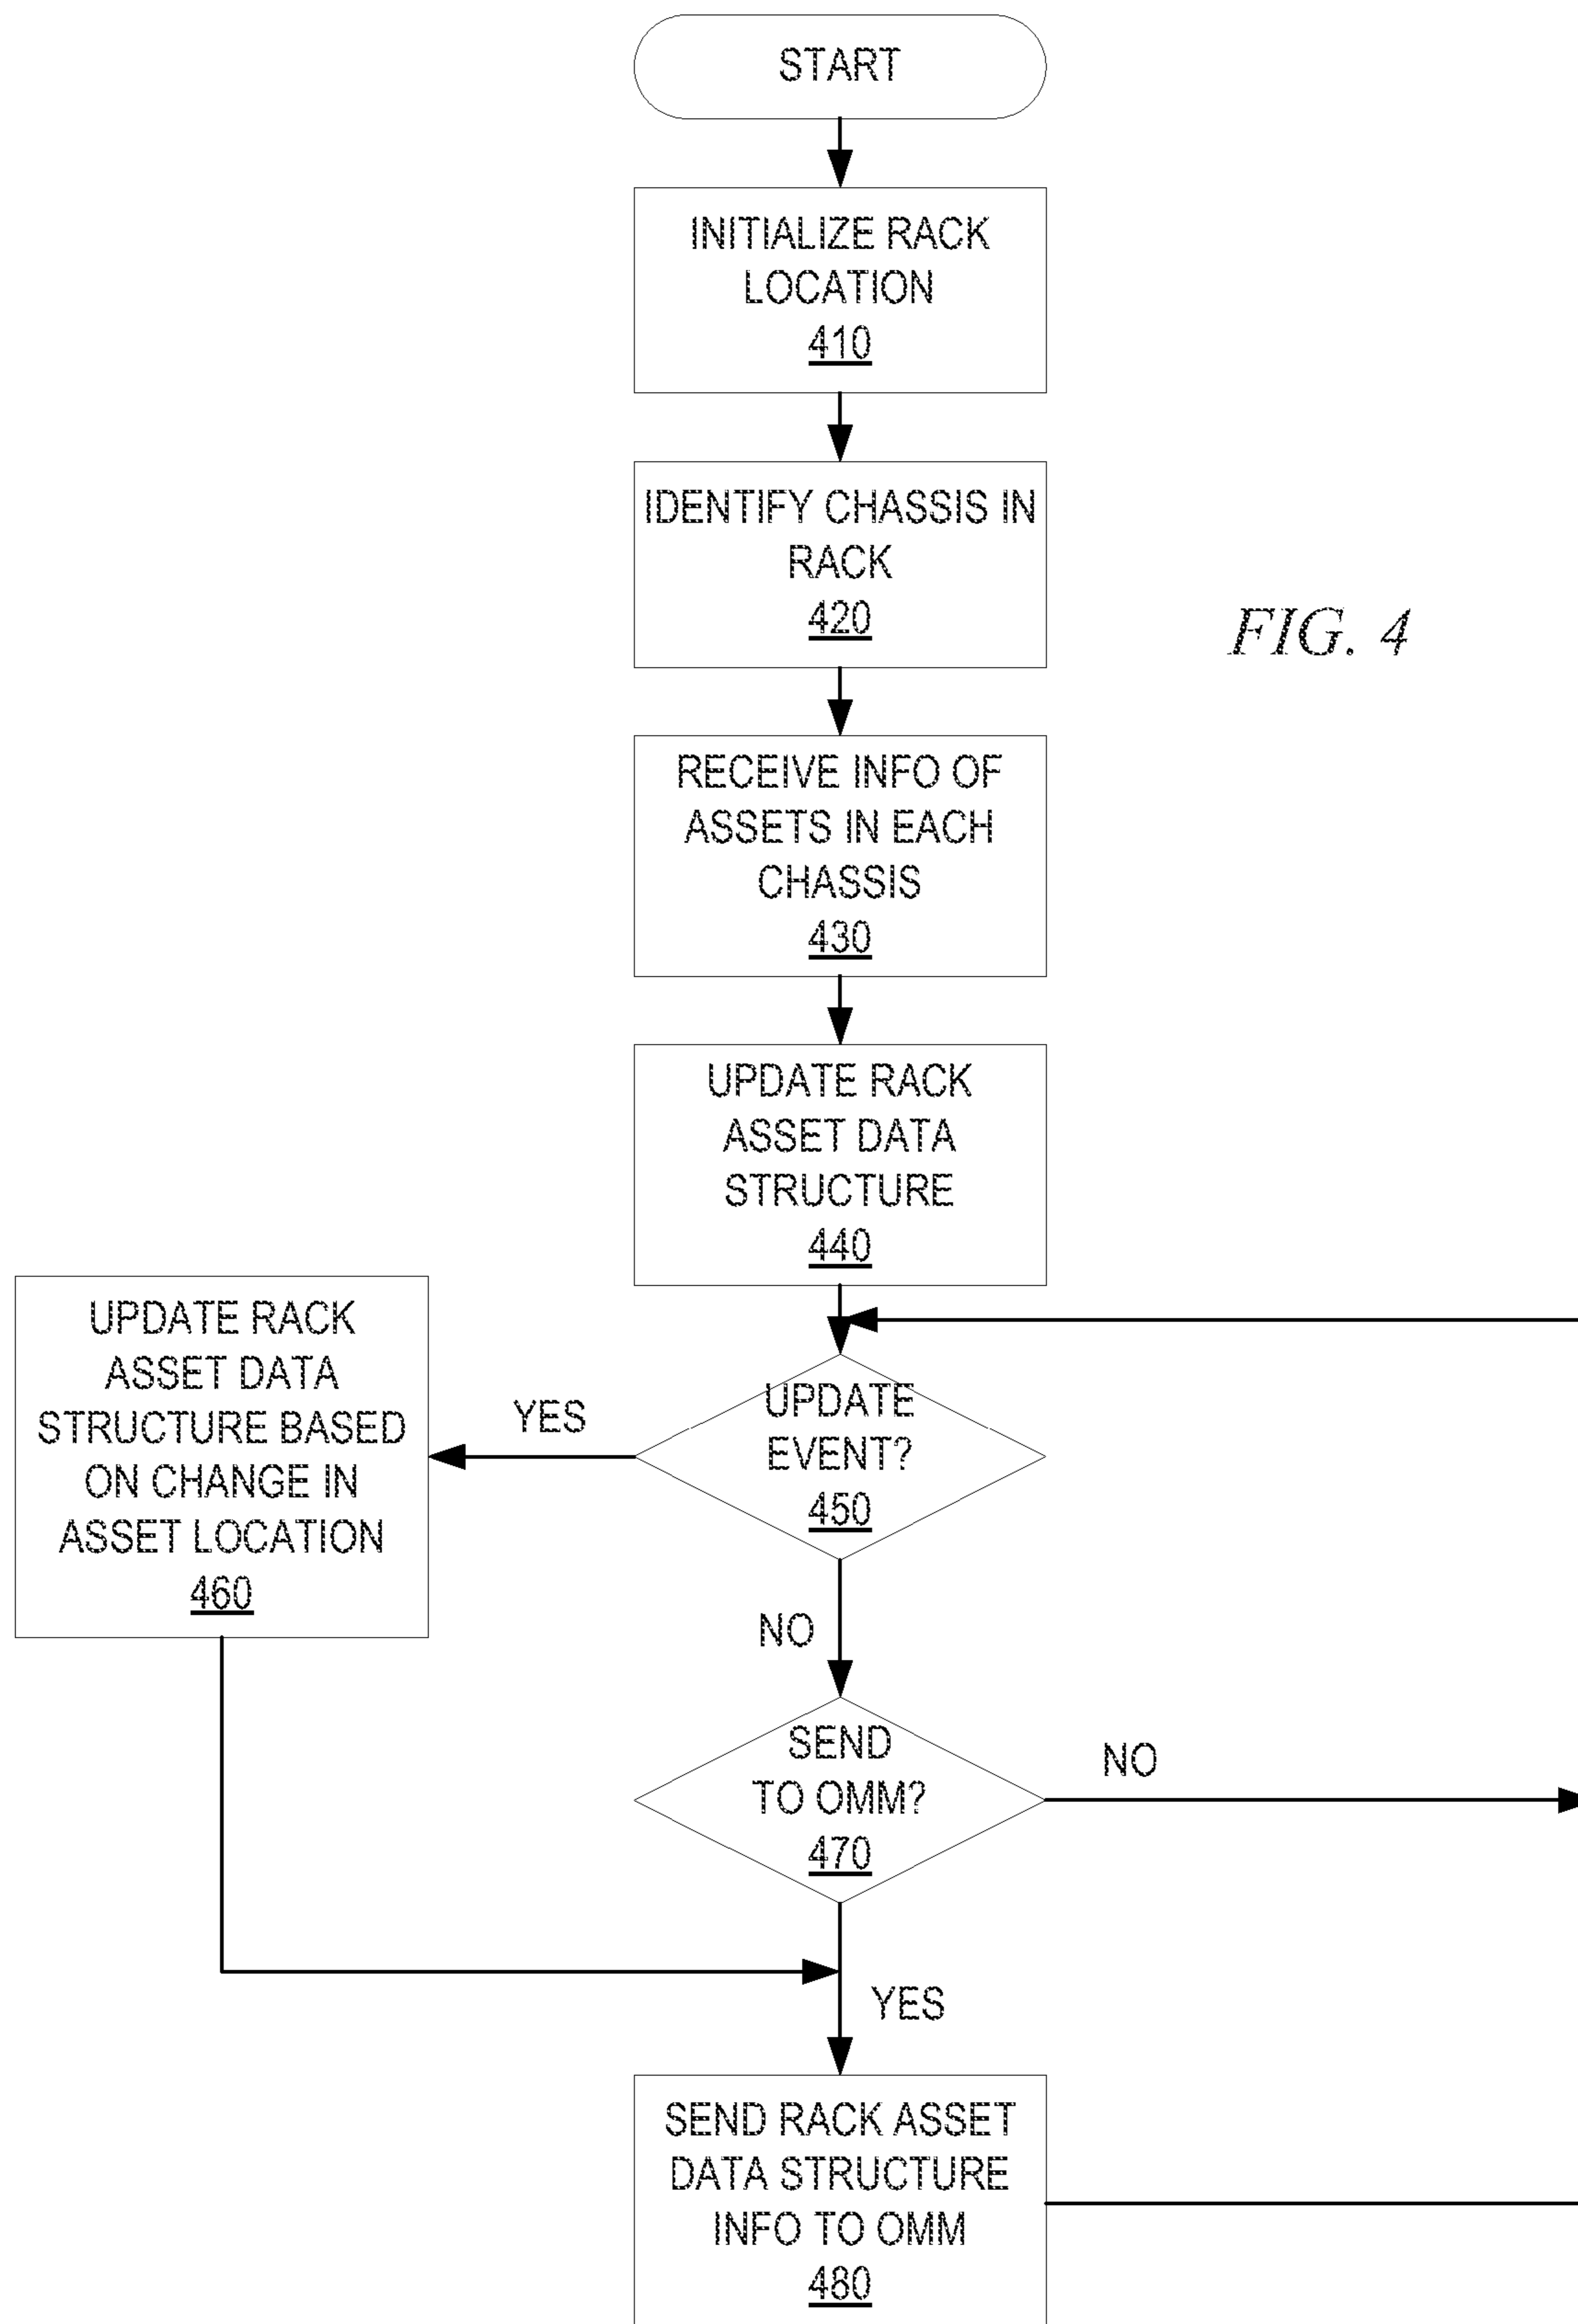 START
INITIALIZE RACK
LOCATION
410
IDENTIFY CHASSIS IN
RACK
420
FIG. 4
RECEIVE INFO OF
ASSETS IN EACH
CHASSIS
430
UPDATE RACK
ASSET DATA
STRUCTURE
440
UPDATE RACK
ASSET DATA
STRUCTURE BASED
ON CHANGE IN
ASSET LOCATION
460
YES
UPDATE
EVENT?
450
NO
SEND
TO OMM?
470
NO
YES
SEND RACK ASSET
DATA STRUCTURE
INFO TO OMM
480